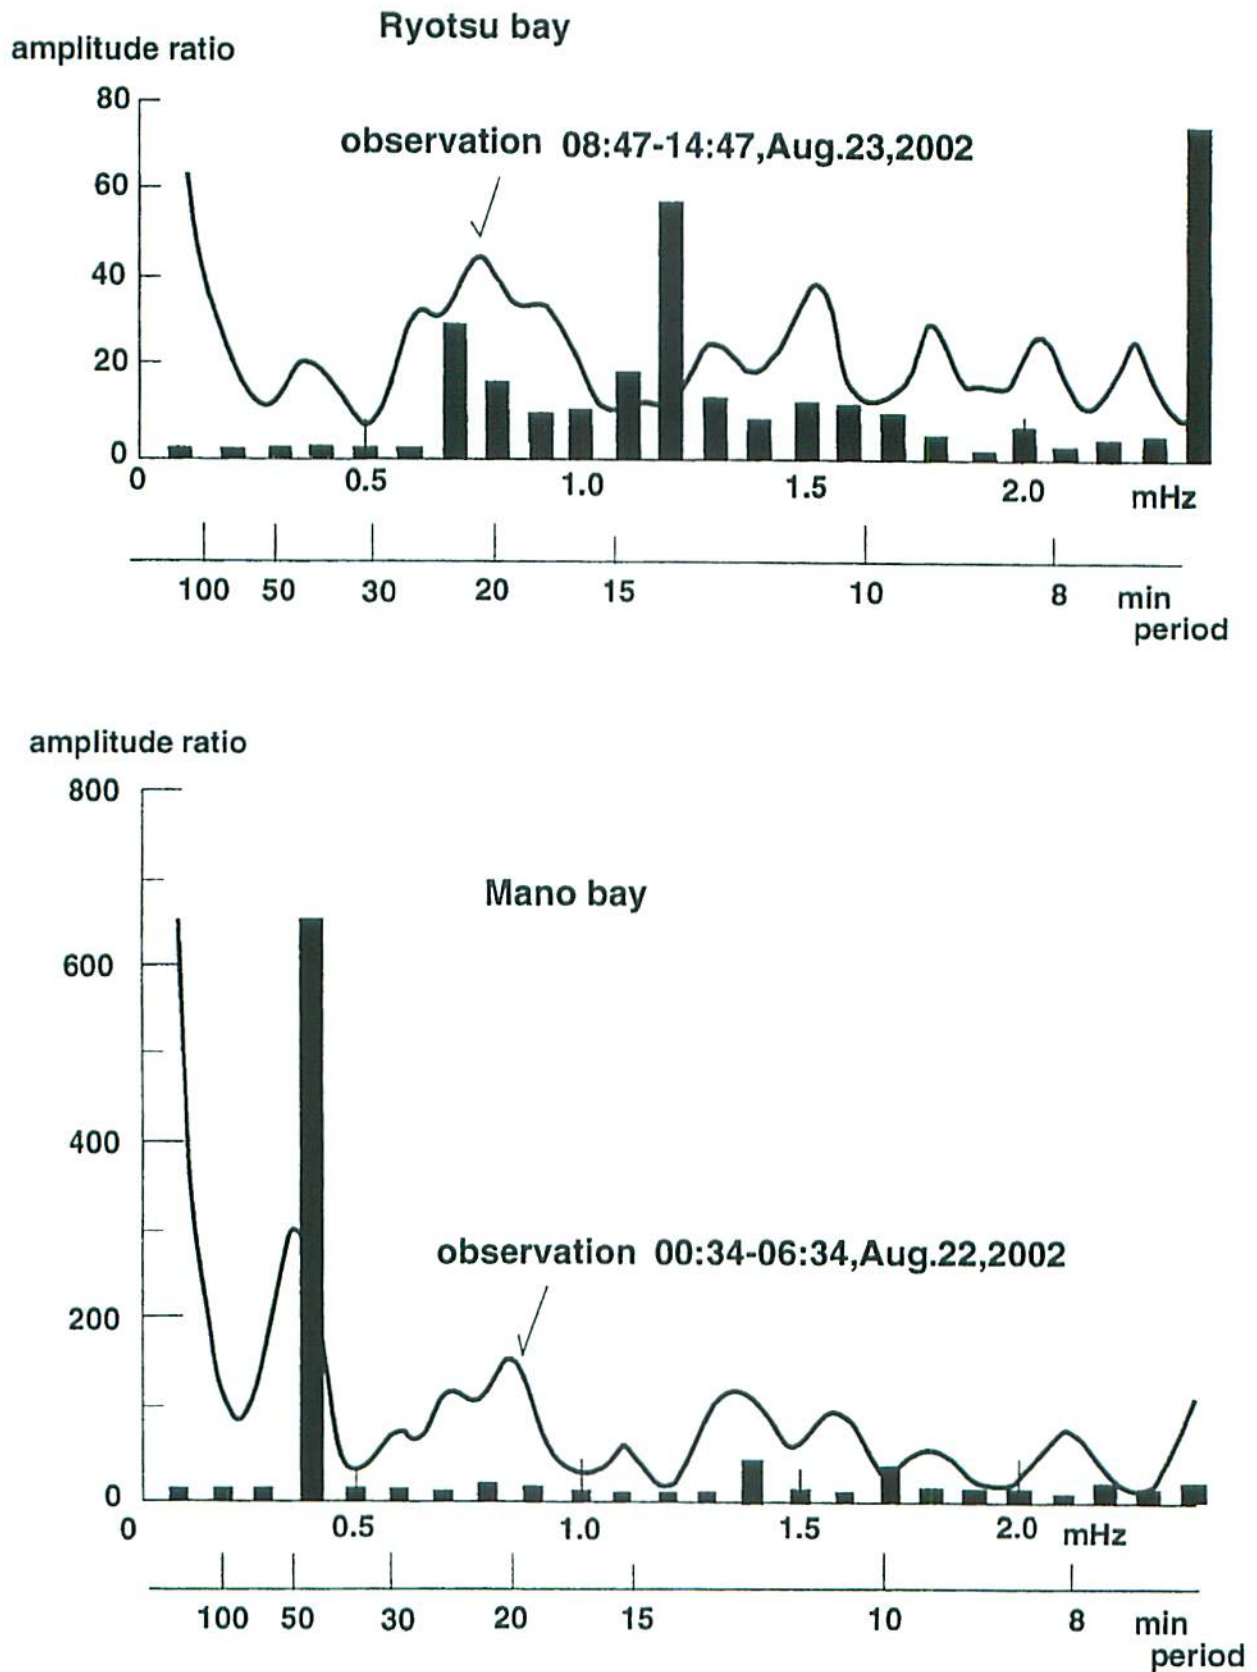 Ryotsu bay
amplitude ratio
80
observation 08:47-14:47,Aug.23,2002
60
40
20
0
0 0.5 1.0 1.5 2.0 mHz
100 50 30 20 15 10 8 min
period
amplitude ratio
800
Mano bay
600
400
observation 00:34-06:34,Aug.22,2002
200
0
0 0.5 1.0 1.5 2.0 mHz
100 50 30 20 15 10 8 min
period